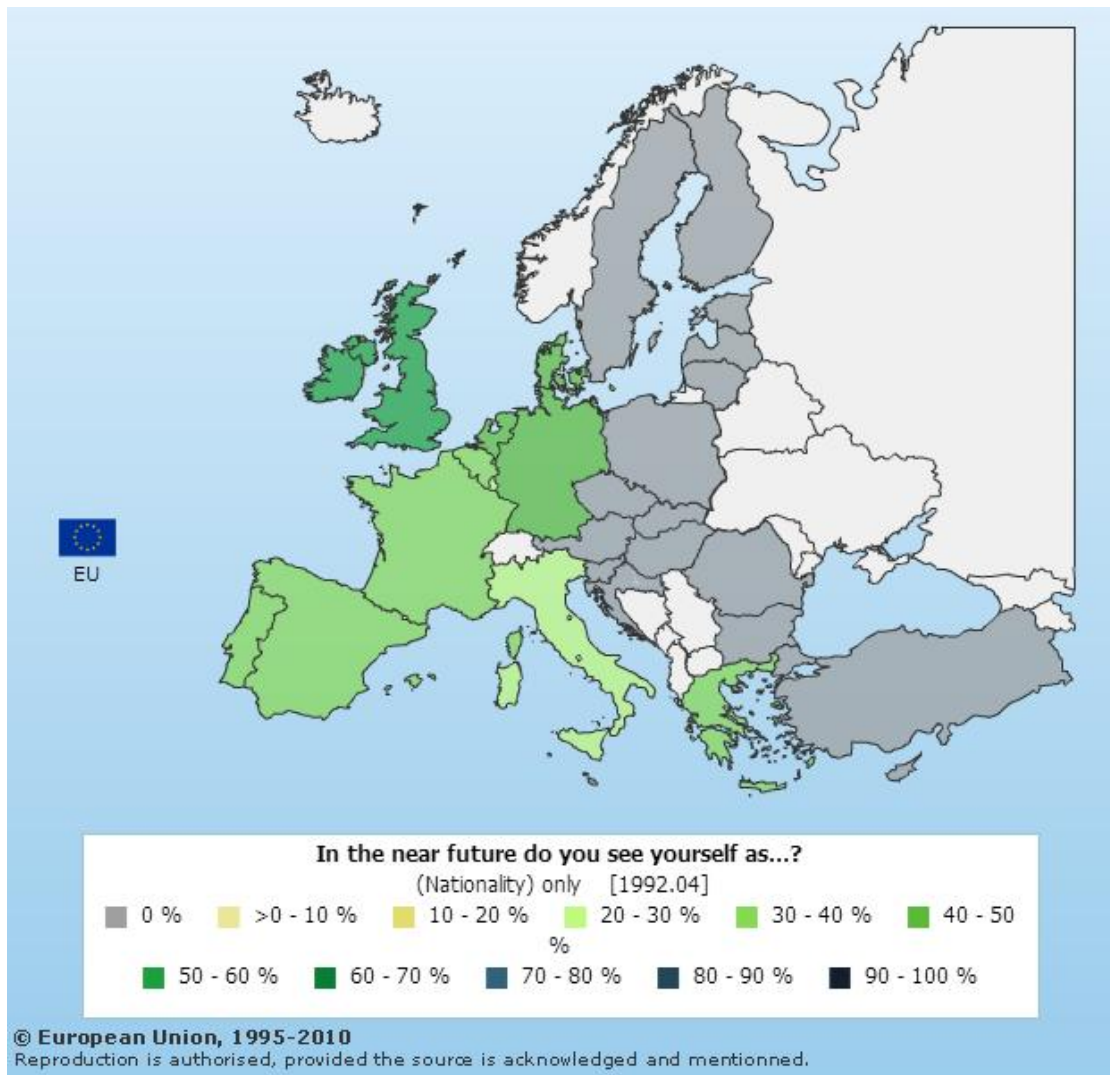 EU
In the near future do you see yourself as...?
(Nationality) only [1992.04]
0 % >0 - 10 % 10 - 20 % 20 - 30 % 30 - 40 % 40 - 50
%
50 - 60 % 60 - 70 % 70 - 80 % 80 - 90 % 90 - 100 %
© European Union, 1995-2010
Reproduction is authorised, provided the source is acknowledged and mentionned.